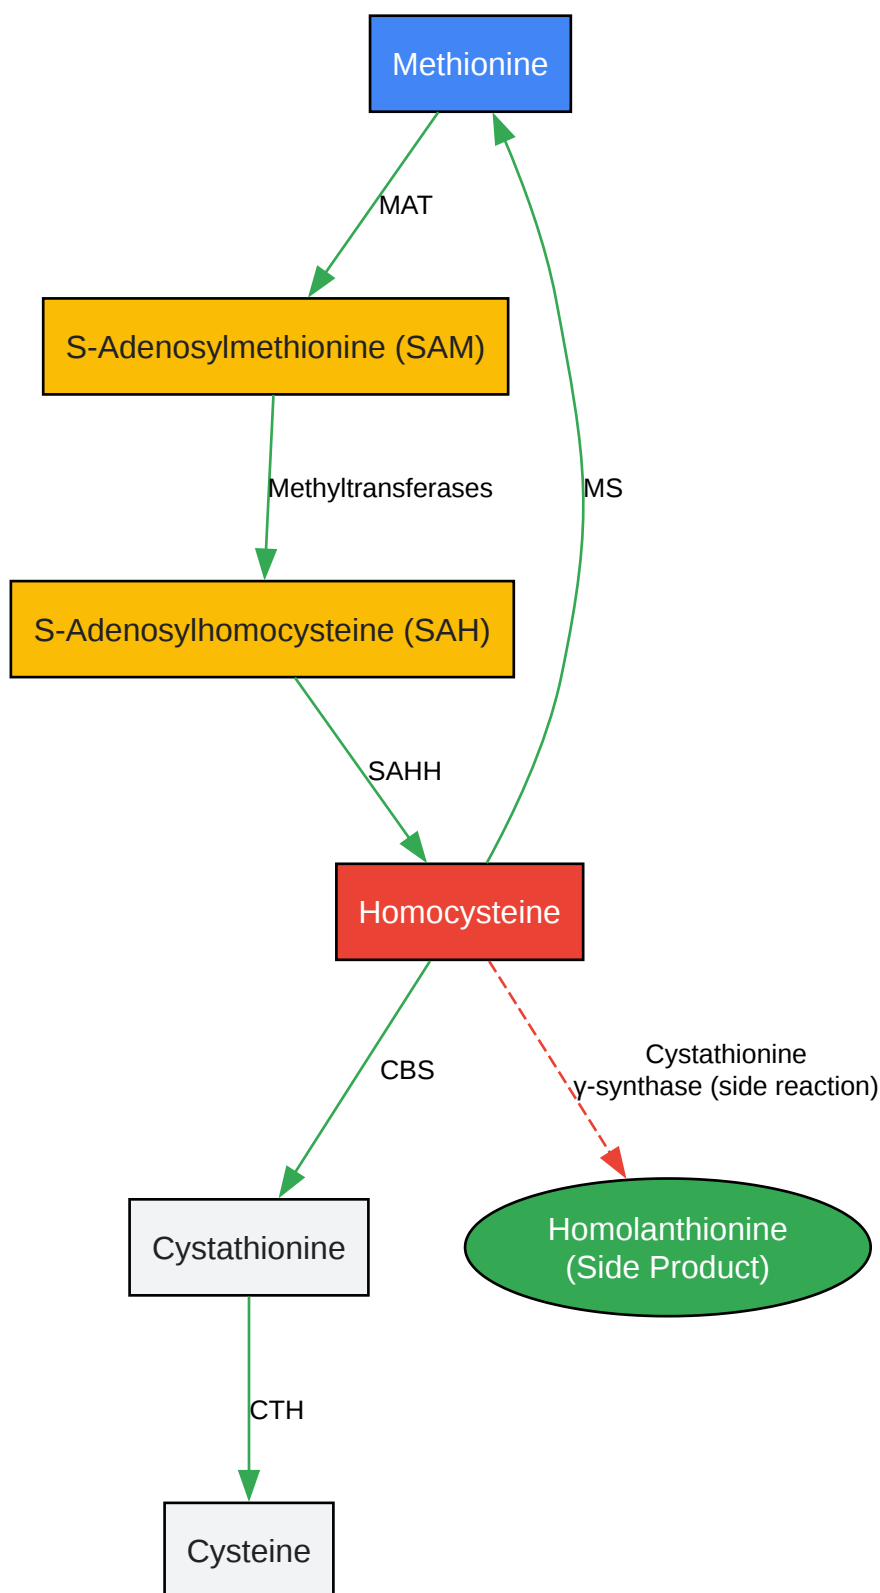 Methionine
MAT
S-Adenosylmethionine (SAM)
Methyltransferases
MS
S-Adenosylhomocysteine (SAH)
SAHH
Homocysteine
CBS
Cystathionine
γ-synthase (side reaction)
Cystathionine
Homolanthionine
(Side Product)
CTH
Cysteine